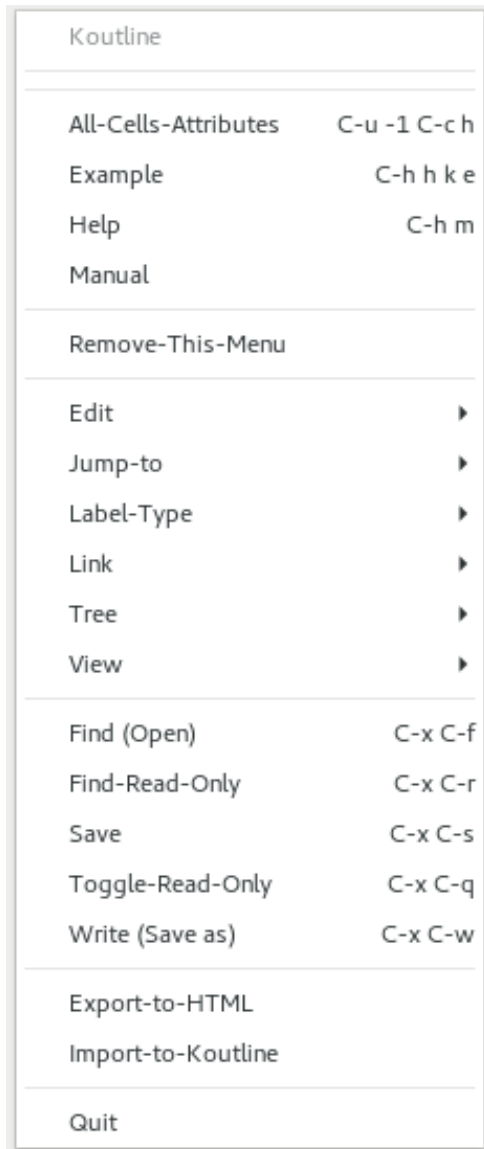 Koutline
All-Cells-Attributes C-u -1 C-c h
Example C-h h k e
Help C-h m
Manual
Remove-This-Menu
Edit
Jump-to
Label-Type
Link
Tree
View
Find (Open) C-x C-f
Find-Read-Only C-x C-r
Save C-x C-s
Toggle-Read-Only C-x C-q
Write (Save as) C-x C-w
Export-to-HTML
Import-to-Koutline
Quit